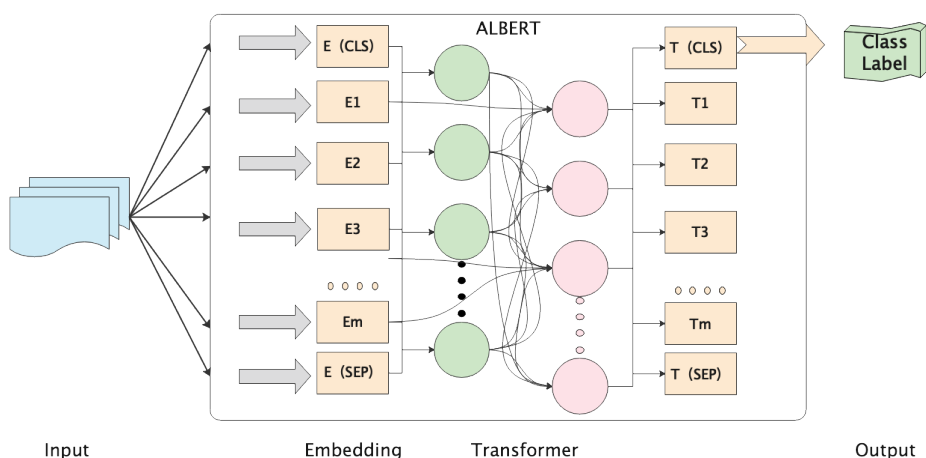 ALBERT
E (CLS)
E1
E2
E3
Em
E (SEP)
T (CLS)
T1
T2
T3
Tm
T (SEP)
Class
Label
Input
Embedding
Transformer
Output